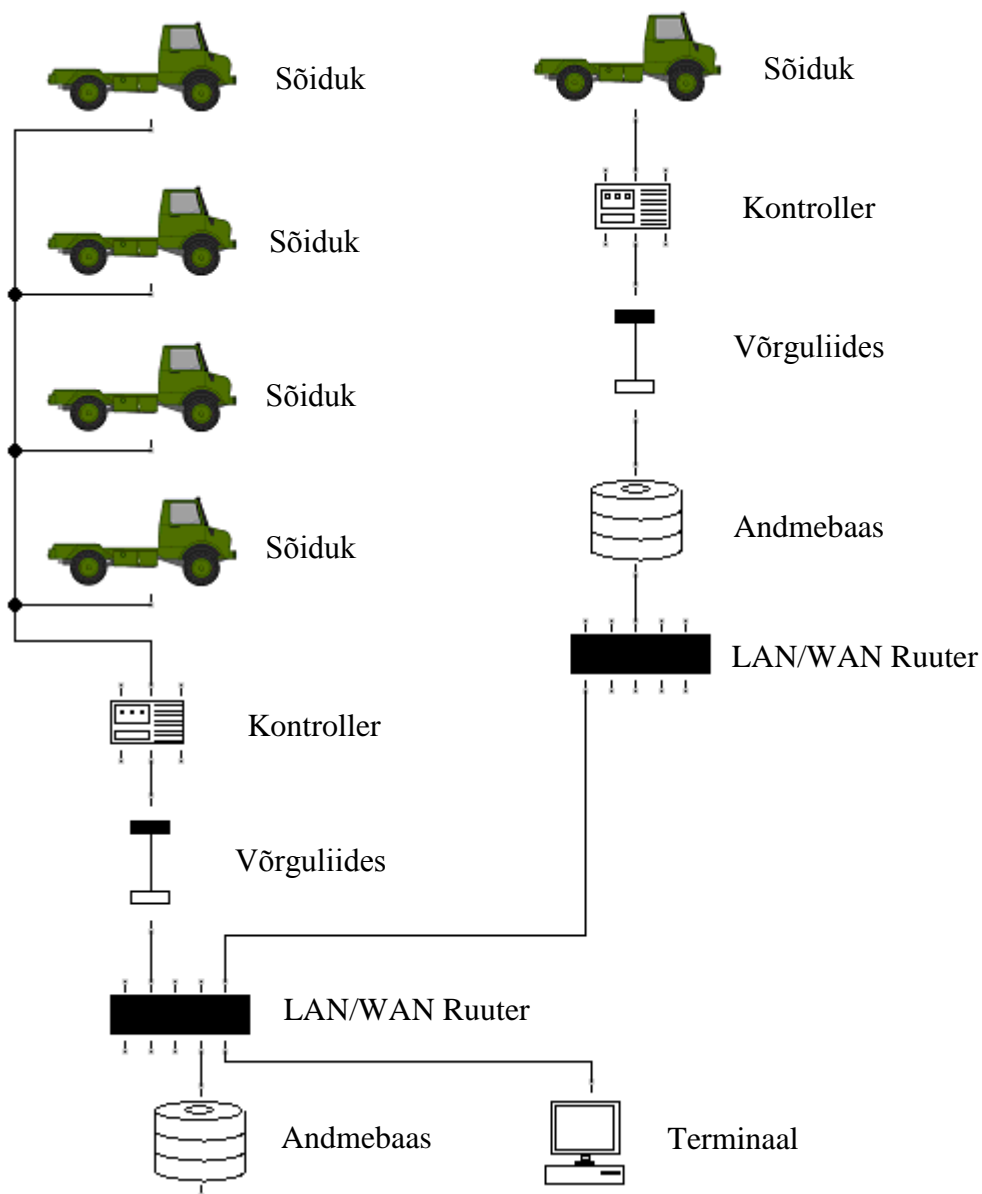 Sõiduk
Sõiduk
Sõiduk
Sõiduk
Kontroller
Võrguliides
LAN/WAN Ruuter
Andmebaas
Sõiduk
Kontroller
Võrguliides
Andmebaas
LAN/WAN Ruuter
Terminaal